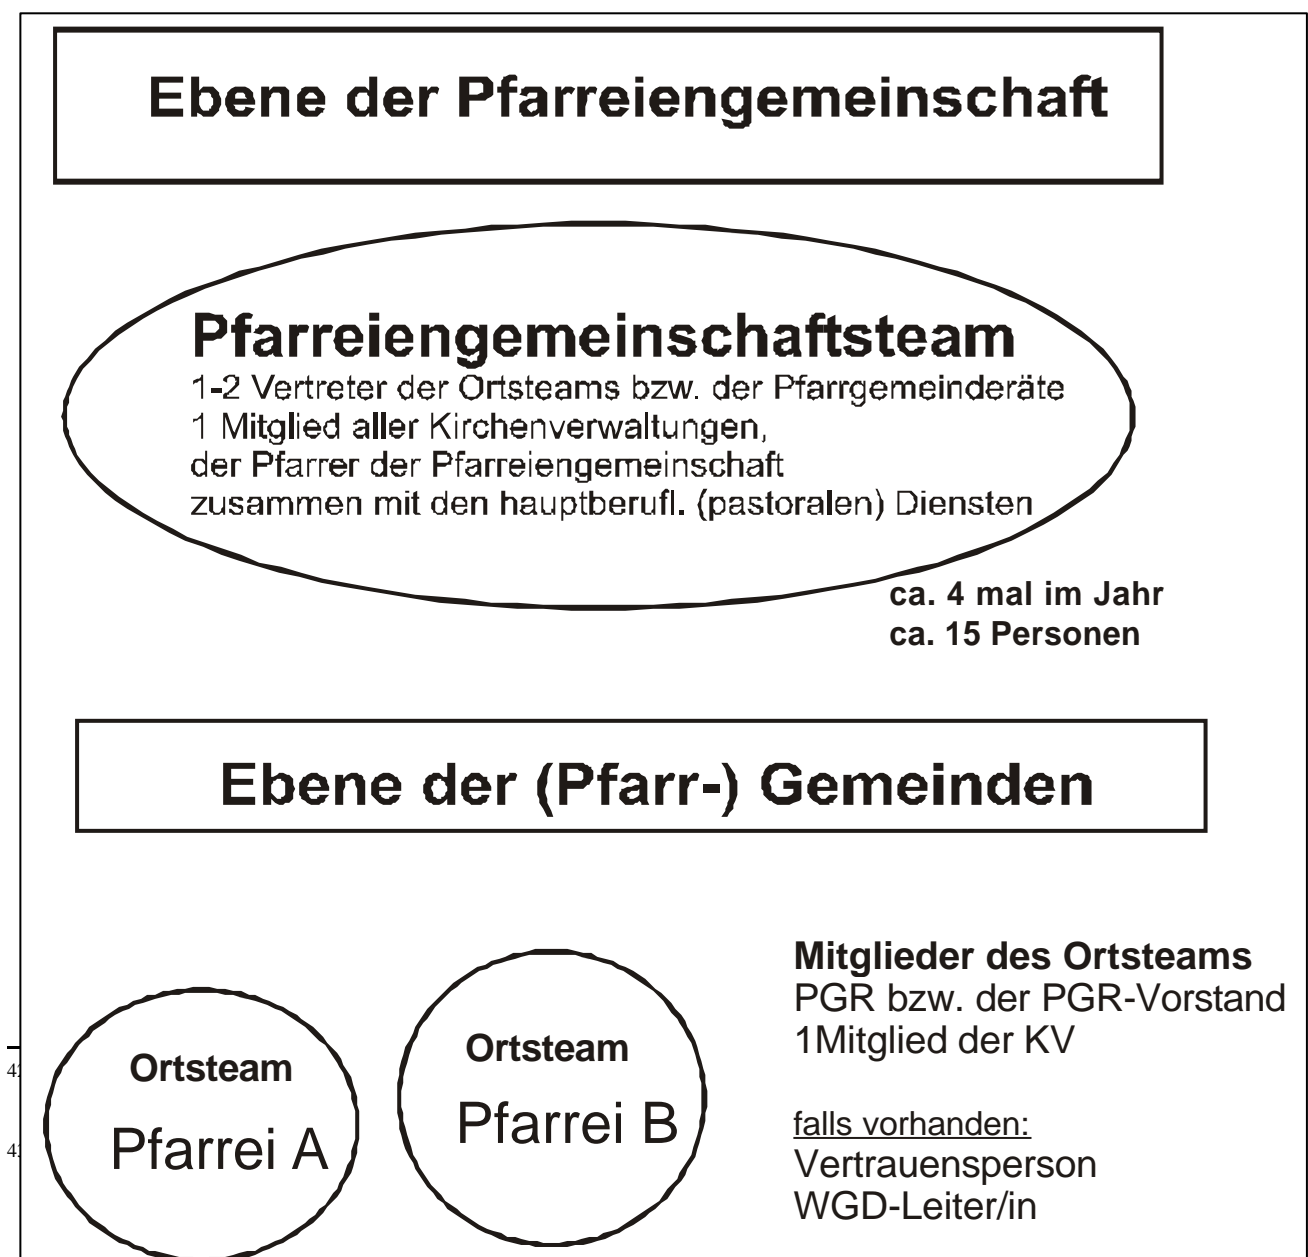 Ebene der Pfarreiengemeinschaft
Pfarreiengemeinschaftsteam
1-2 Vertreter der Ortsteams bzw. der Pfarrgemeinderäte
1 Mitglied aller Kirchenverwaltungen,
der Pfarrer der Pfarreiengemeinschaft
zusammen mit den hauptberufl. (pastoralen) Diensten
ca. 4 mal im Jahr
ca. 15 Personen
Ebene der (Pfarr-) Gemeinden
Ortsteam
Pfarrei A
Ortsteam
Pfarrei B
Mitglieder des Ortsteams
PGR bzw. der PGR-Vorstand
1Mitglied der KV
falls vorhanden:
Vertrauensperson
WGD-Leiter/in